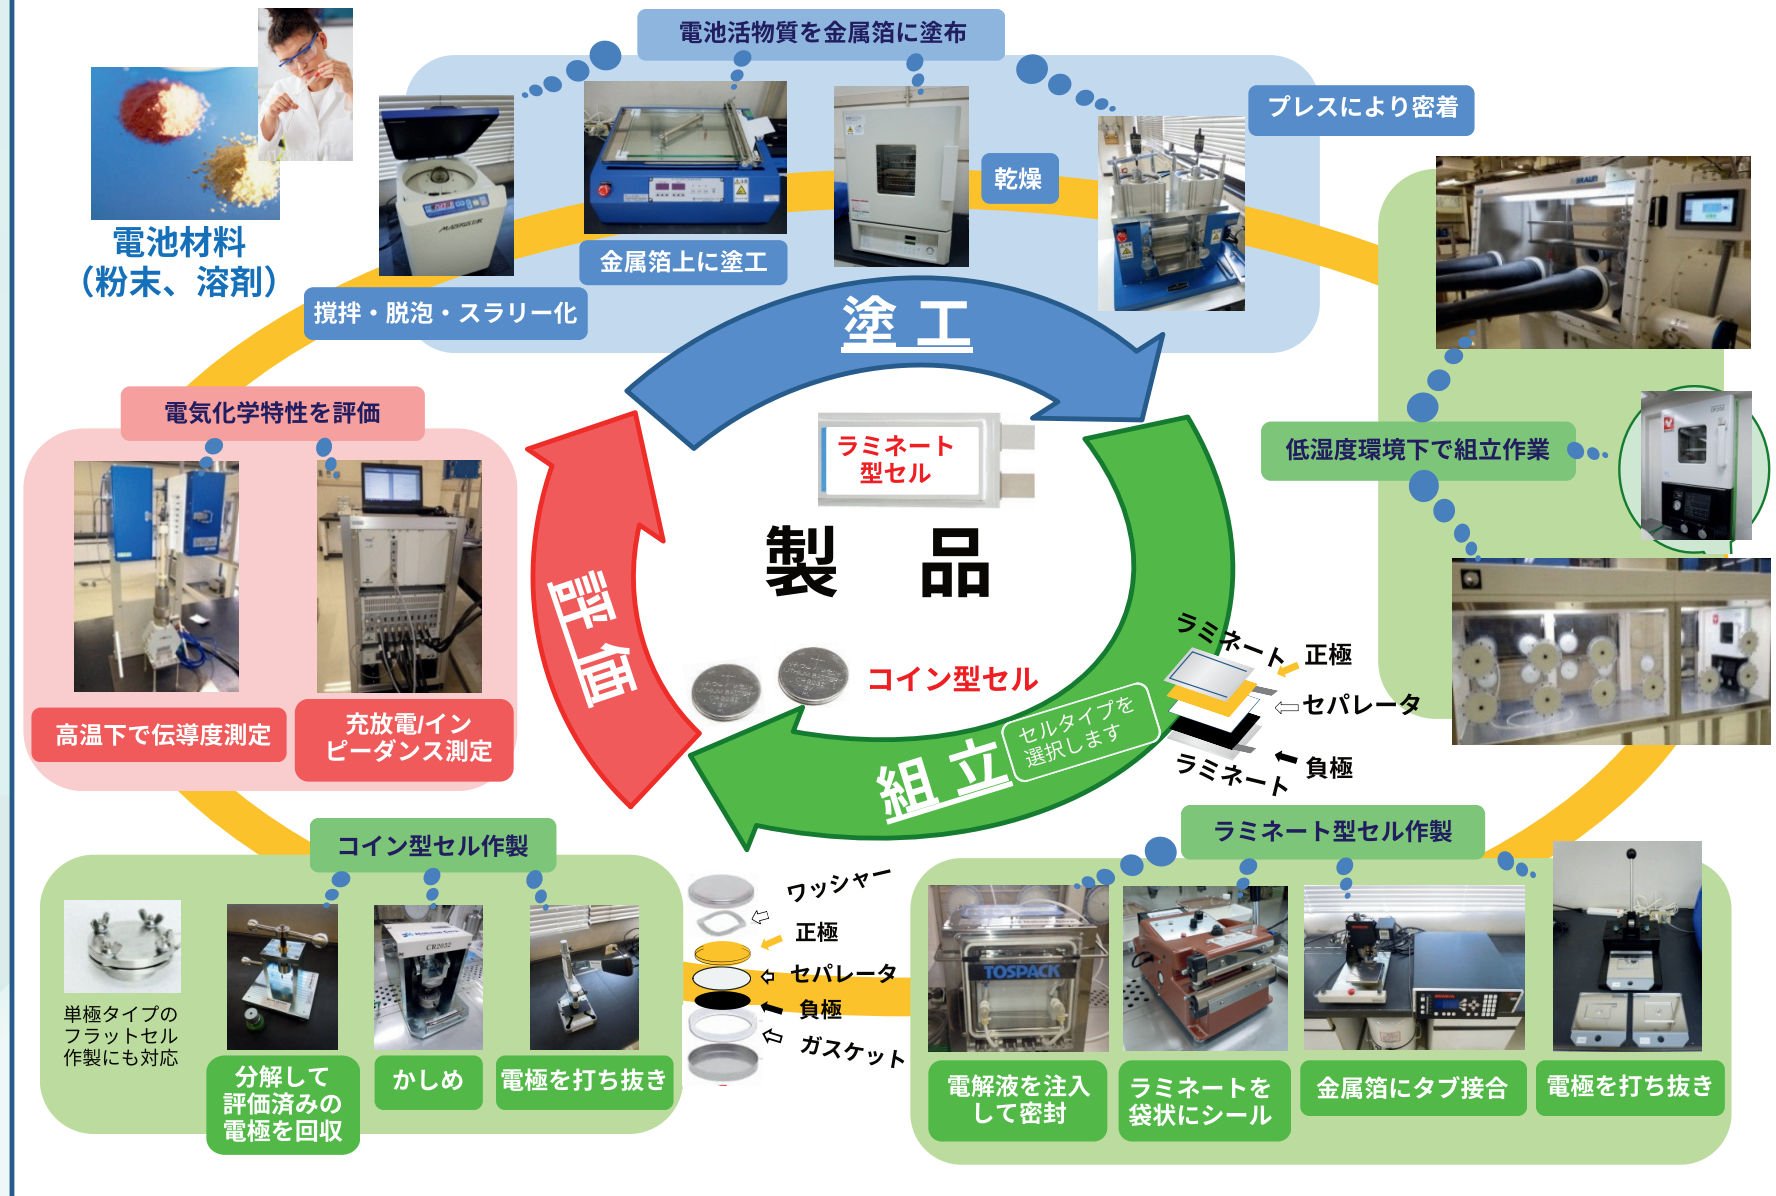 電池活物質を金属箔に塗布
プレスにより密着
乾燥
電池材料
（粉末、溶剤）
金属箔上に塗工
撹拌・脱泡・スラリー化
塗工
電気化学特性を評価
ラミネート
型セル
低湿度環境下で組立作業
製品
評価
コイン型セル
ラミネート
正極
セパレータ
負極
ラミネート
セルタイプを
選択します
組立
高温下で伝導度測定
充放電/イン
ピーダンス測定
コイン型セル作製
ラミネート型セル作製
ワッシャー
正極
セパレータ
負極
ガスケット
CR2032
TOSPACK
単極タイプの
フラットセル
作製にも対応
分解して
評価済みの
電極を回収
かしめ
電極を打ち抜き
電解液を注入
して密封
ラミネートを
袋状にシール
金属箔にタブ接合
電極を打ち抜き